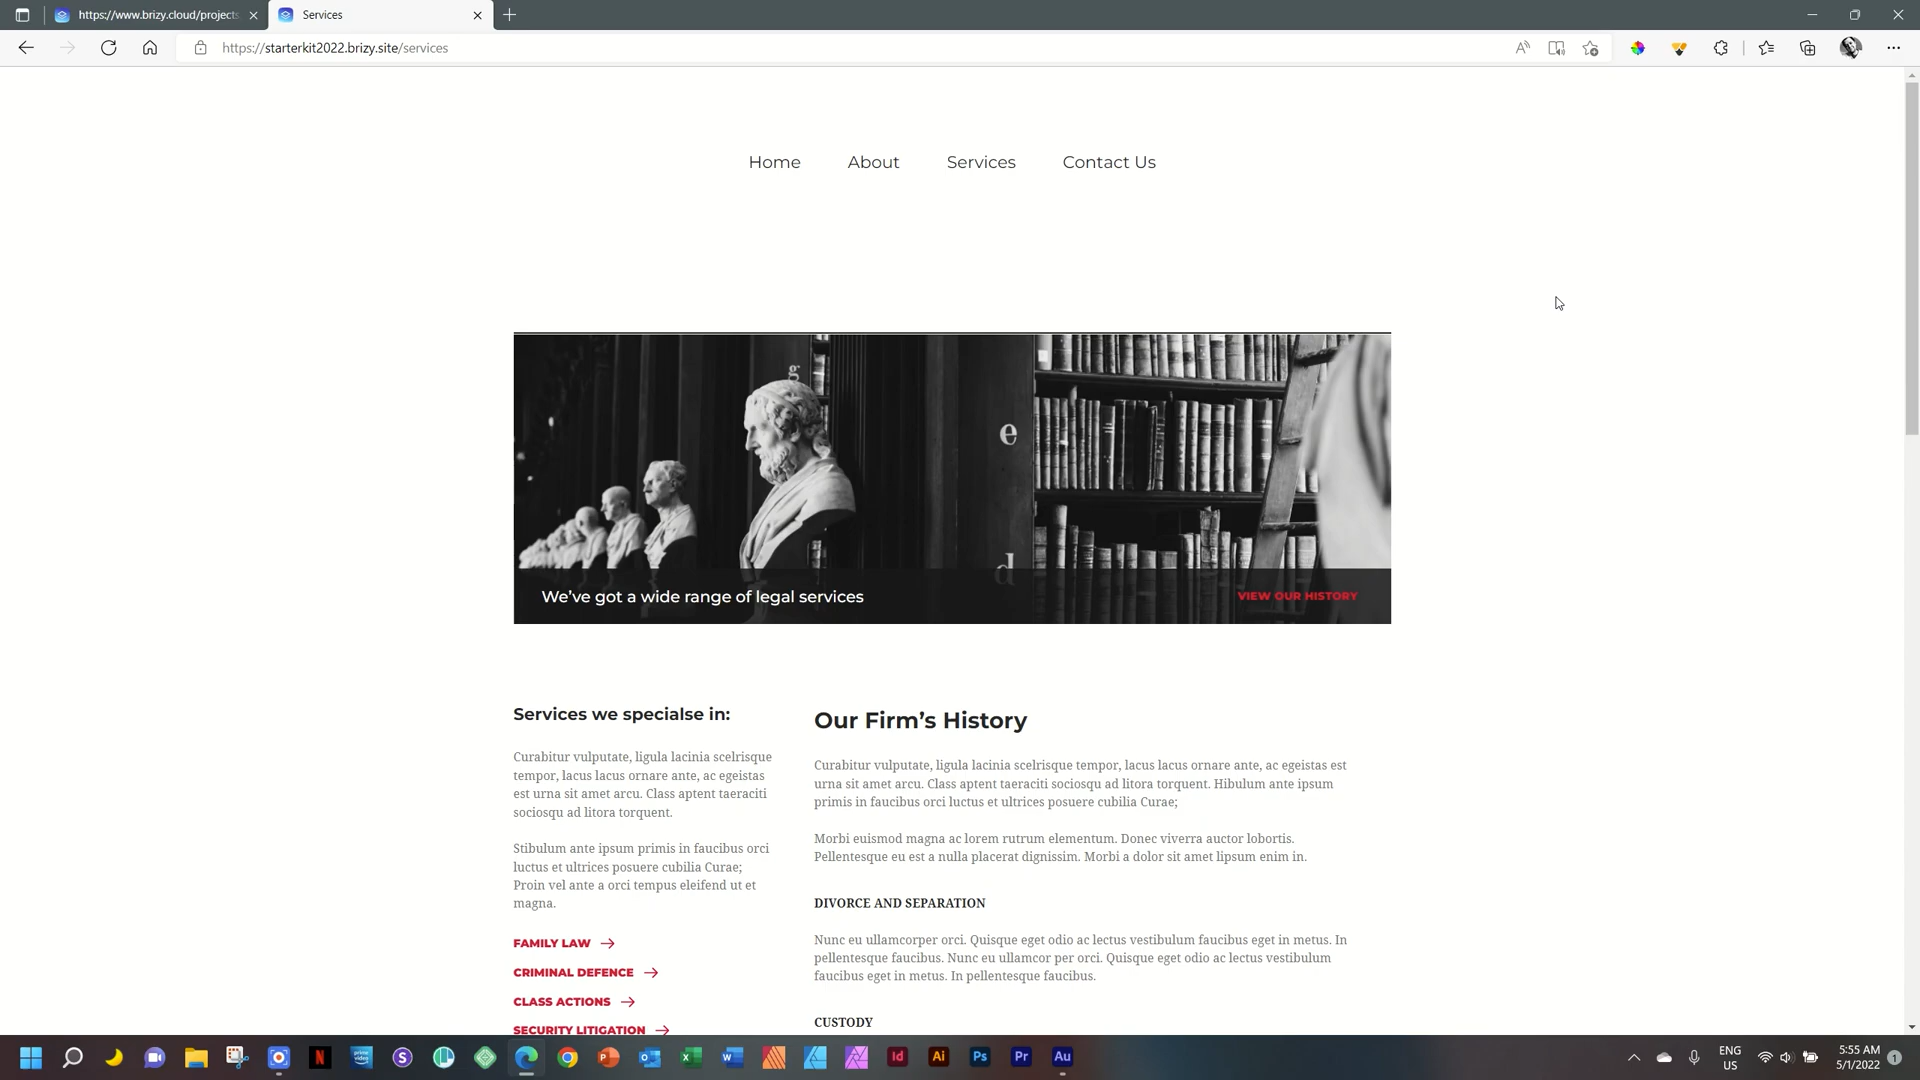 https://www.brizy.cloud/projects
Services
https://starterkit2022.brizy.site/services
Home About Services Contact Us
g
e
d
We've got a wide range of legal services
VIEW OUR HISTORY
Services we specialse in:
Curabitur vulputate, ligula lacinia scelrisque
tempor, lacus lacus ornare ante, ac egeistas
est urna sit amet arcu. Class aptent taeraciti
sociosqu ad litora torquent.
Stibulum ante ipsum primis in faucibus orci
luctus et ultrices posuere cubilia Curae;
Proin vel ante a orci tempus eleifend ut et
magna.
FAMILY LAW
CRIMINAL DEFENCE
CLASS ACTIONS
SECURITY LITIGATION
Our Firm's History
Curabitur vulputate, ligula lacinia scelrisque tempor, lacus lacus ornare ante, ac egeistas est
urna sit amet arcu. Class aptent taeraciti sociosqu ad litora torquent. Hibulum ante ipsum
primis in faucibus orci luctus et ultrices posuere cubilia Curae;
Morbi euismod magna ac lorem rutrum elementum. Donec viverra auctor lobortis.
Pellentesque eu est a nulla placerat dignissim. Morbi a dolor sit amet lipsum enim in.
DIVORCE AND SEPARATION
Nunc eu ullamcorper orci. Quisque eget odio ac lectus vestibulum faucibus eget in metus. In
pellentesque faucibus. Nunc eu ullamcor per orci. Quisque eget odio ac lectus vestibulum
faucibus eget in metus. In pellentesque faucibus.
CUSTODY
N
prime video
S
P
X
W
Id
Ai
Ps
Pr
Au
ENG
US
5:55 AM
5/1/2022
1